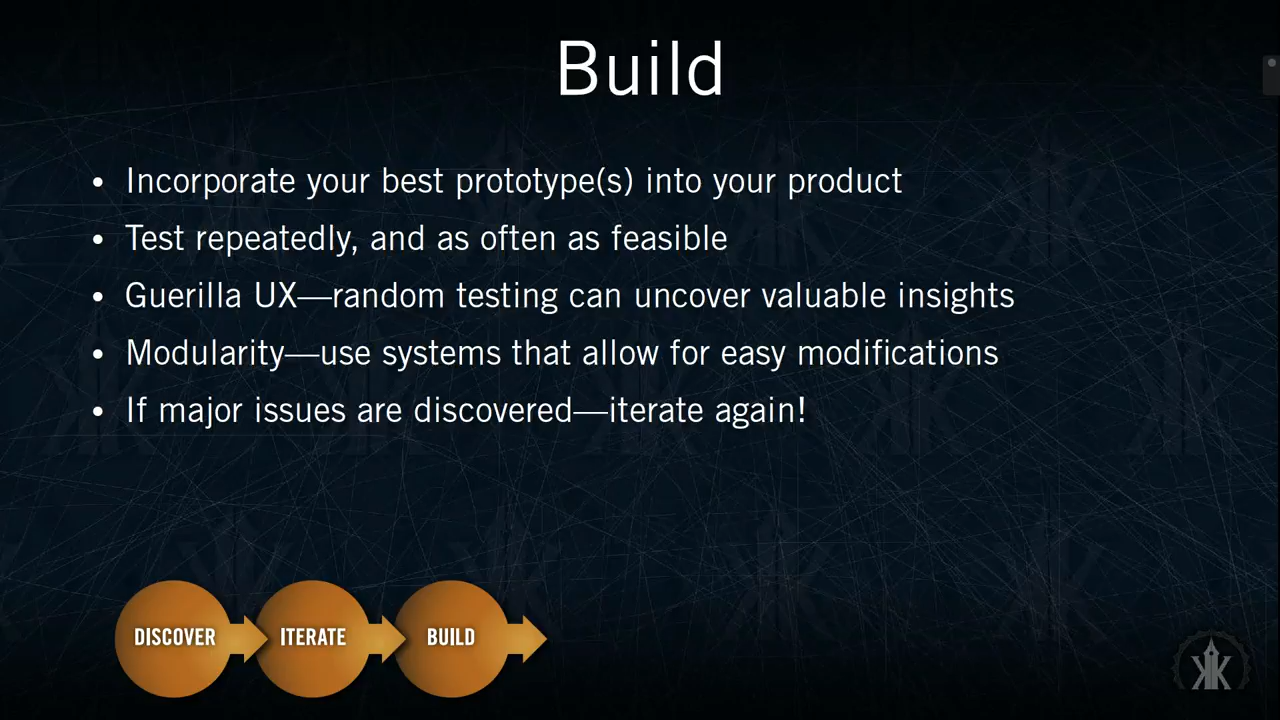 Build
• Incorporate your best prototype(s) into your product
• Test repeatedly, and as often as feasible
• Guerilla UX—random testing can uncover valuable insights
• Modularity—use systems that allow for easy modifications
• If major issues are discovered—iterate again!
DISCOVER ITERATE BUILD